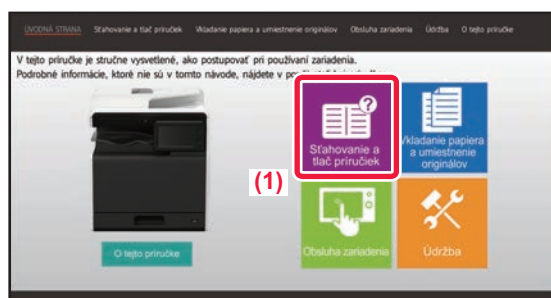 ÚVODNÁ STRANA Sťahovanie a tlač príručiek Vkladanie papiera a umiestnenie originálov Obsluha zariadenia Údržba O tejto príručke
V tejto príručke je stručne vysvetlené, ako postupovať pri používaní zariadenia.
Podrobné informácie, ktoré nie sú v tomto návode, nájdete v
Sťahovanie a
tlač príručiek
Vkladanie papiera
a umiestnenie
originálov
(1)
O tejto príručke
Obsluha zariadenia
Údržba